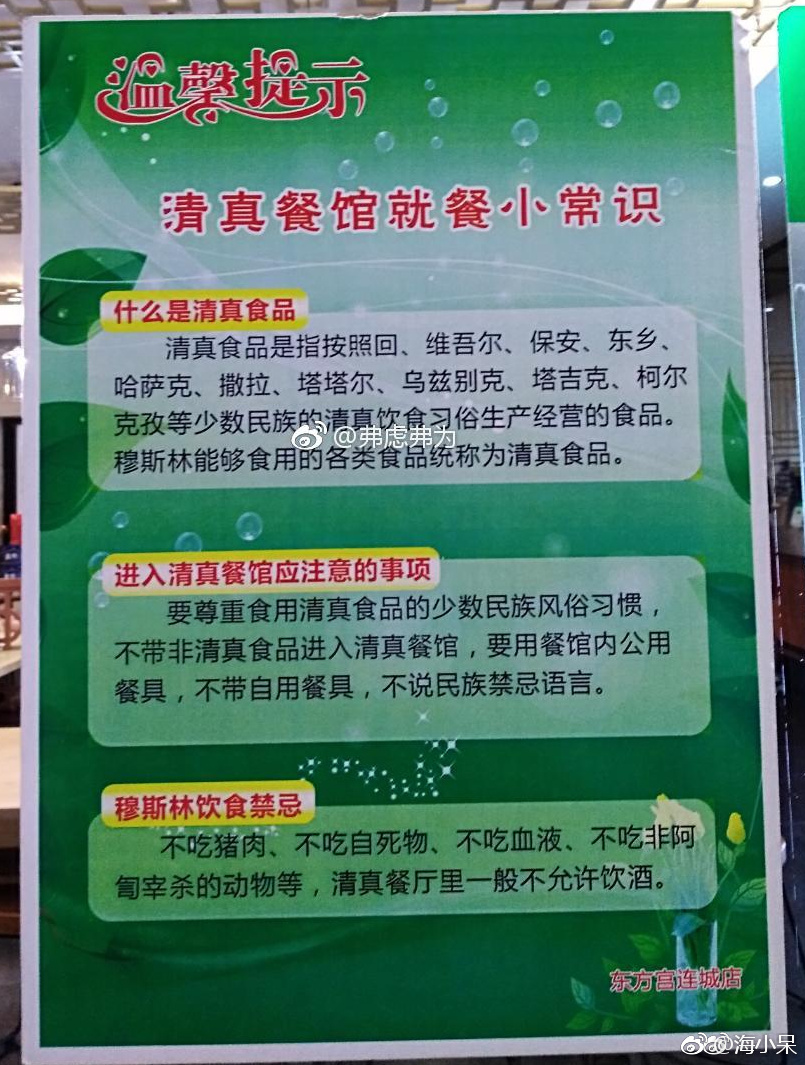 温馨提示
清真餐馆就餐小常识
什么是清真食品
清真食品是指按照回、维吾尔、保安、东乡、
哈萨克、撒拉、塔塔尔、乌兹别克、塔吉克、柯尔
克孜等少数民族的清真饮食习俗生产经营的食品。
穆斯林能够食用的各类食品统称为清真食品。
@弗虑弗为
进入清真餐馆应注意的事项
要尊重食用清真食品的少数民族风俗习惯，
不带非清真食品进入清真餐馆，要用餐馆内公用
餐具，不带自用餐具，不说民族禁忌语言。
穆斯林饮食禁忌
不吃猪肉、不吃自死物、不吃血液、不吃非阿
訇宰杀的动物等，清真餐厅里一般不允许饮酒。
东方宫连城店
@海小呆